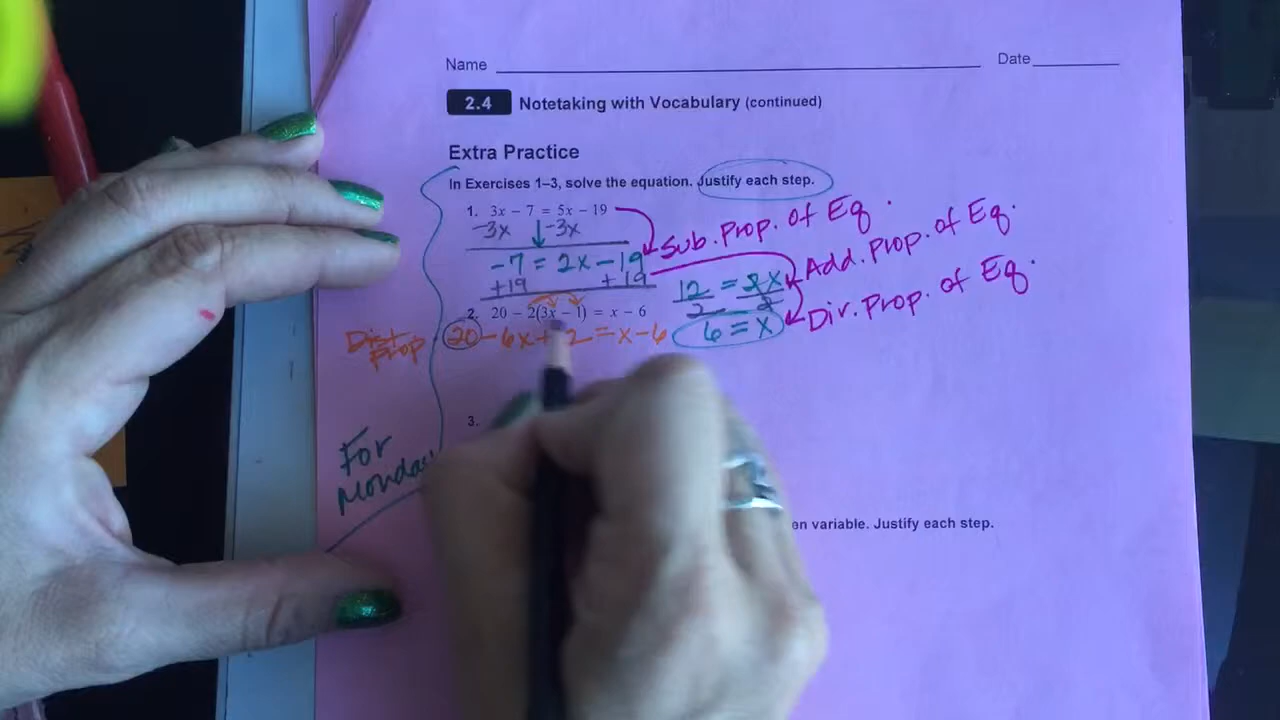 Name Date
2.4 Notetaking with Vocabulary (continued)
Extra Practice
In Exercises 1–3, solve the equation. Justify each step.
1. 3x – 7 = 5x – 19
-3x -3x
Sub. Prop. of Eq.
-7 = 2x - 19
+19 +19
Add. Prop. of Eq.
12 = 2x
2 2
Div. Prop. of Eq.
6 = x
2. 20 – 2(3x – 1) = x – 6
Dist Prop
20 - 6x + 2 = x - 6
3.
For
Monday
en variable. Justify each step.